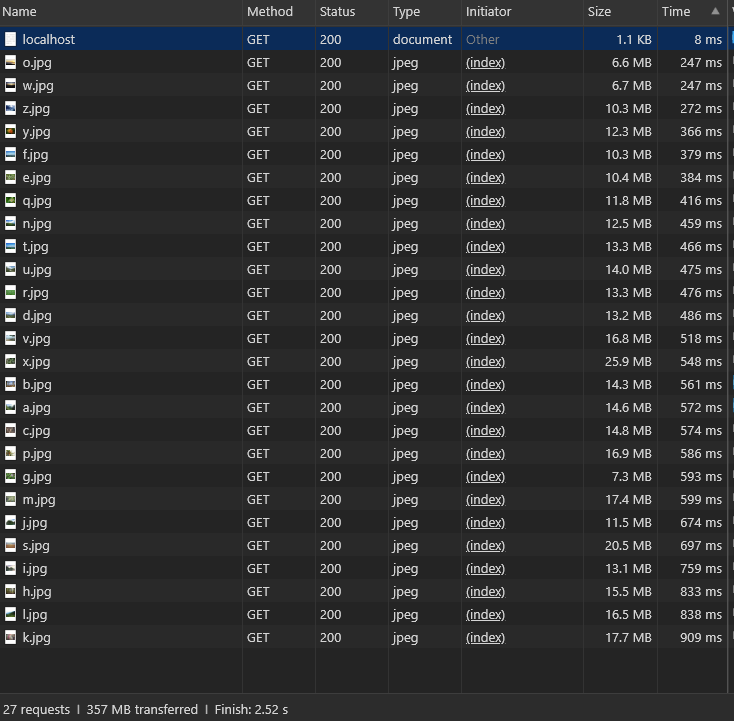 Name Method Status Type Initiator Size Time
localhost GET 200 document Other 1.1 KB 8 ms
o.jpg GET 200 jpeg (index) 6.6 MB 247 ms
w.jpg GET 200 jpeg (index) 6.7 MB 247 ms
z.jpg GET 200 jpeg (index) 10.3 MB 272 ms
y.jpg GET 200 jpeg (index) 12.3 MB 366 ms
f.jpg GET 200 jpeg (index) 10.3 MB 379 ms
e.jpg GET 200 jpeg (index) 10.4 MB 384 ms
q.jpg GET 200 jpeg (index) 11.8 MB 416 ms
n.jpg GET 200 jpeg (index) 12.5 MB 459 ms
t.jpg GET 200 jpeg (index) 13.3 MB 466 ms
u.jpg GET 200 jpeg (index) 14.0 MB 475 ms
r.jpg GET 200 jpeg (index) 13.3 MB 476 ms
d.jpg GET 200 jpeg (index) 13.2 MB 486 ms
v.jpg GET 200 jpeg (index) 16.8 MB 518 ms
x.jpg GET 200 jpeg (index) 25.9 MB 548 ms
b.jpg GET 200 jpeg (index) 14.3 MB 561 ms
a.jpg GET 200 jpeg (index) 14.6 MB 572 ms
c.jpg GET 200 jpeg (index) 14.8 MB 574 ms
p.jpg GET 200 jpeg (index) 16.9 MB 586 ms
g.jpg GET 200 jpeg (index) 7.3 MB 593 ms
m.jpg GET 200 jpeg (index) 17.4 MB 599 ms
j.jpg GET 200 jpeg (index) 11.5 MB 674 ms
s.jpg GET 200 jpeg (index) 20.5 MB 697 ms
i.jpg GET 200 jpeg (index) 13.1 MB 759 ms
h.jpg GET 200 jpeg (index) 15.5 MB 833 ms
l.jpg GET 200 jpeg (index) 16.5 MB 838 ms
k.jpg GET 200 jpeg (index) 17.7 MB 909 ms
27 requests | 357 MB transferred | Finish: 2.52 s